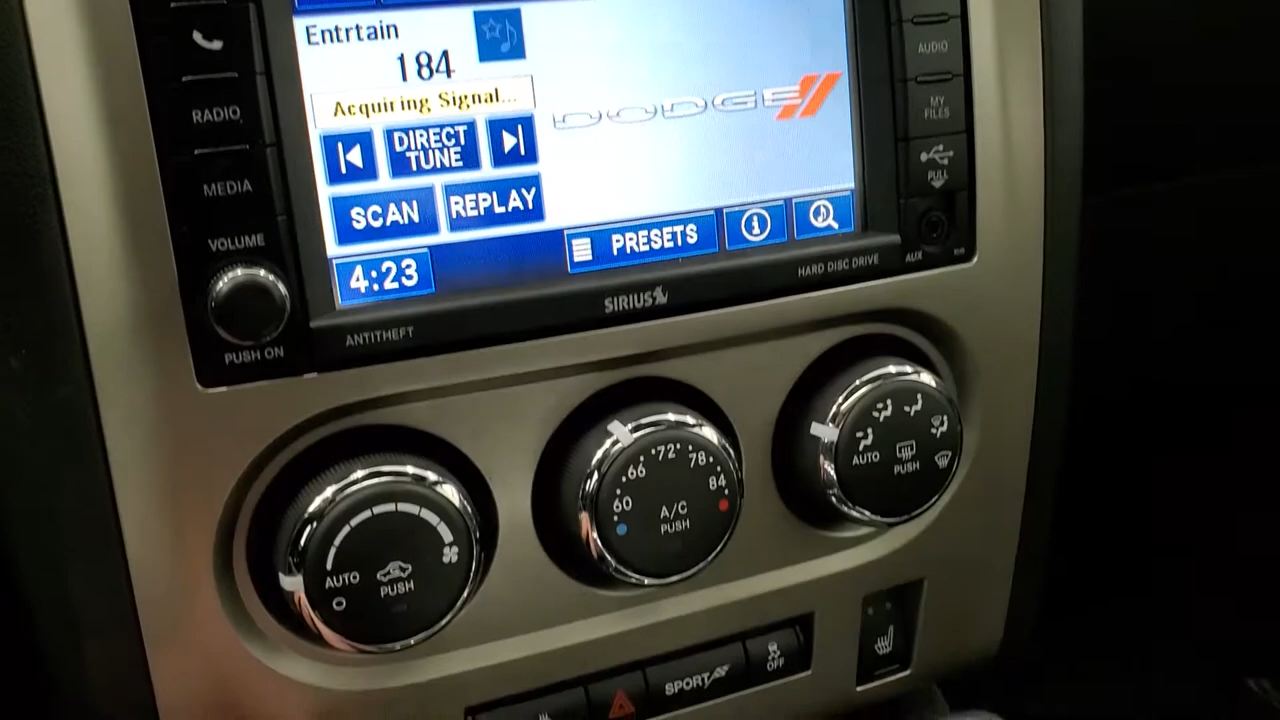 Entrtain
184
Acquiring Signal...
DIRECT
TUNE
SCAN
REPLAY
4:23
PRESETS
DODGE
RADIO
MEDIA
VOLUME
PUSH ON
ANTITHEFT
SIRIUS
HARD DISC DRIVE
AUDIO
MY
FILES
PULL
AUX
AUTO
O
PUSH
60 66 72 78 84
A/C
PUSH
AUTO
PUSH
SPORT
OFF